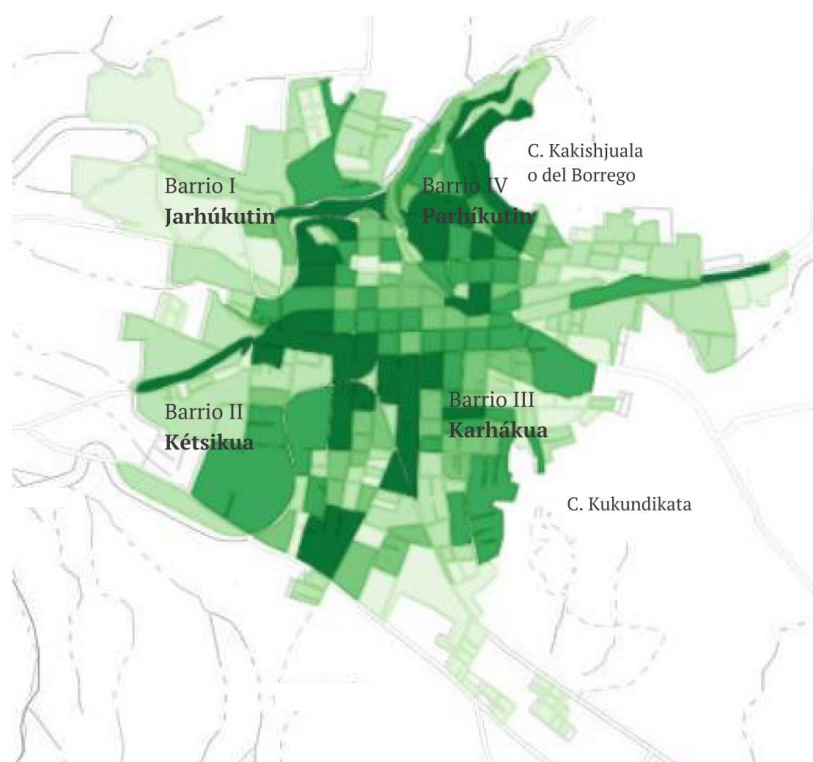 C. Kakishjuala
o del Borrego
Barrio I
Jarhúkutin
Barrio IV
Parhíkutin
Barrio II
Kétsikua
Barrio III
Karhákua
C. Kukundikata